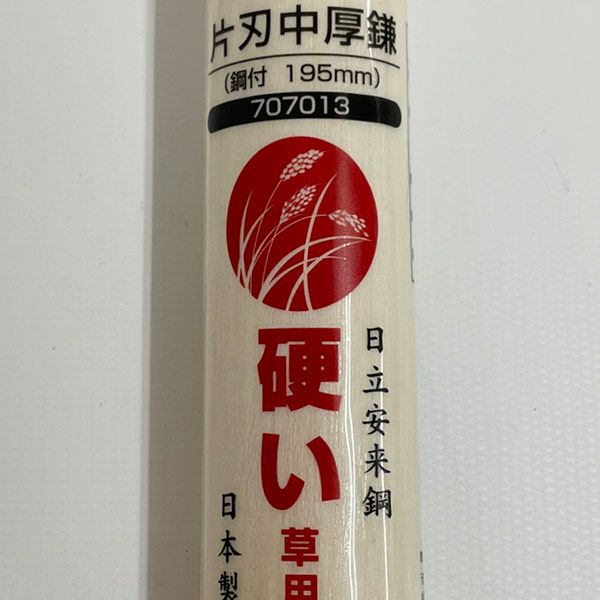 片刃中厚鎌
（鋼付 195mm）
707013
日立安来鋼
硬い
草用
日本製